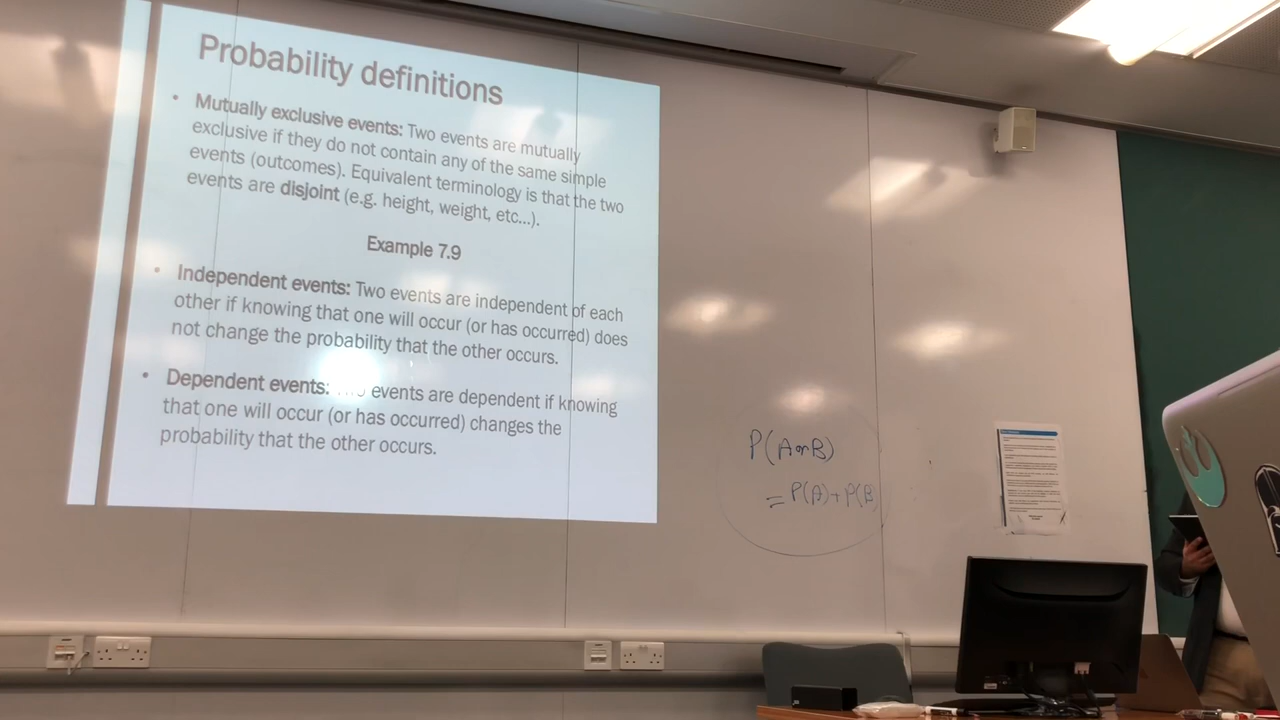 Probability definitions
• Mutually exclusive events: Two events are mutually
exclusive if they do not contain any of the same simple
events (outcomes). Equivalent terminology is that the two
events are disjoint (e.g. height, weight, etc...).
Example 7.9
• Independent events: Two events are independent of each
other if knowing that one will occur (or has occurred) does
not change the probability that the other occurs.
• Dependent events: events are dependent if knowing
that one will occur (or has occurred) changes the
probability that the other occurs.
P(A or B)
= P(A) + P(B)